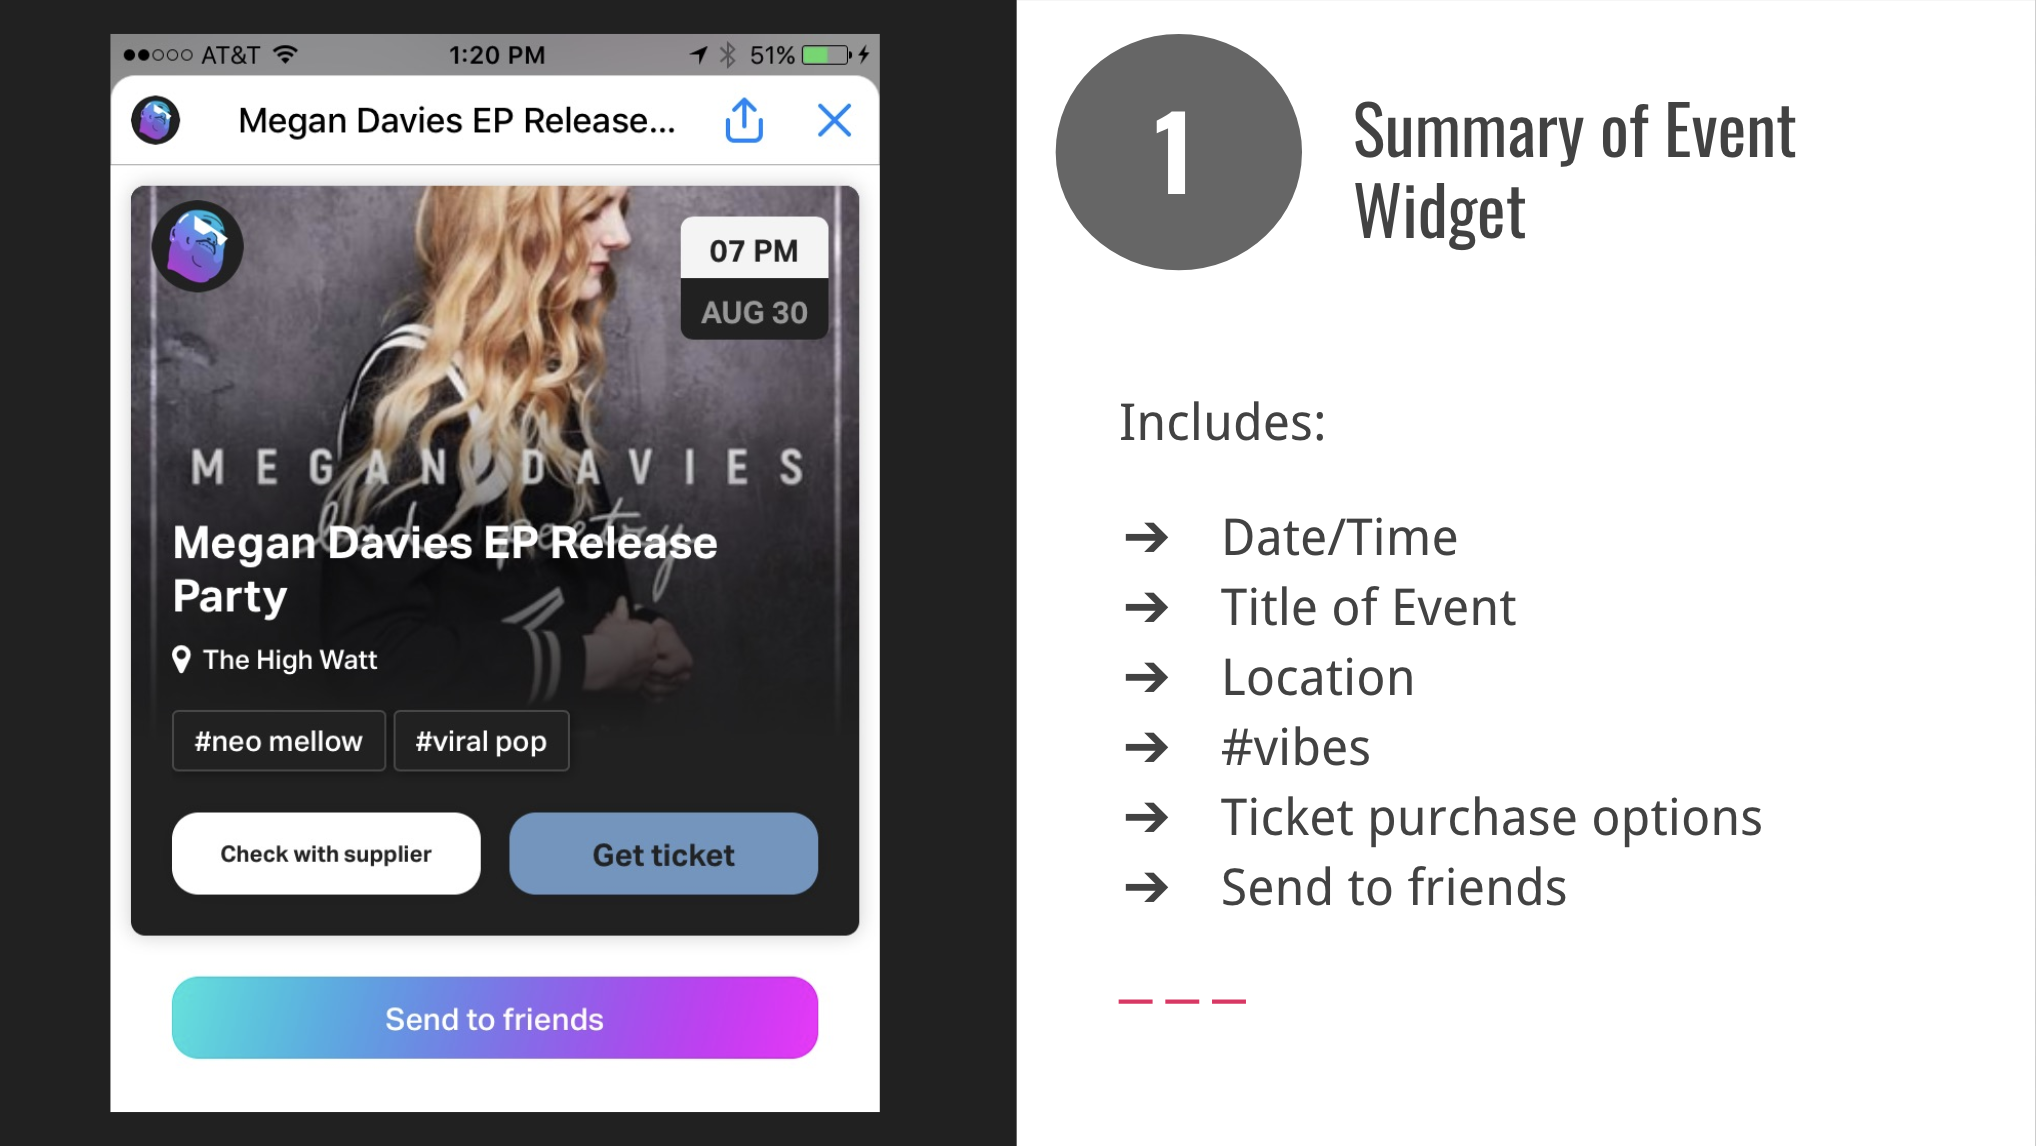 AT&T 1:20 PM 51%
Megan Davies EP Release...
07 PM
AUG 30
MEGAN DAVIES
Megan Davies EP Release
Party
The High Watt
#neo mellow #viral pop
Check with supplier Get ticket
Send to friends
1
Summary of Event
Widget
Includes:
➔ Date/Time
➔ Title of Event
➔ Location
➔ #vibes
➔ Ticket purchase options
➔ Send to friends